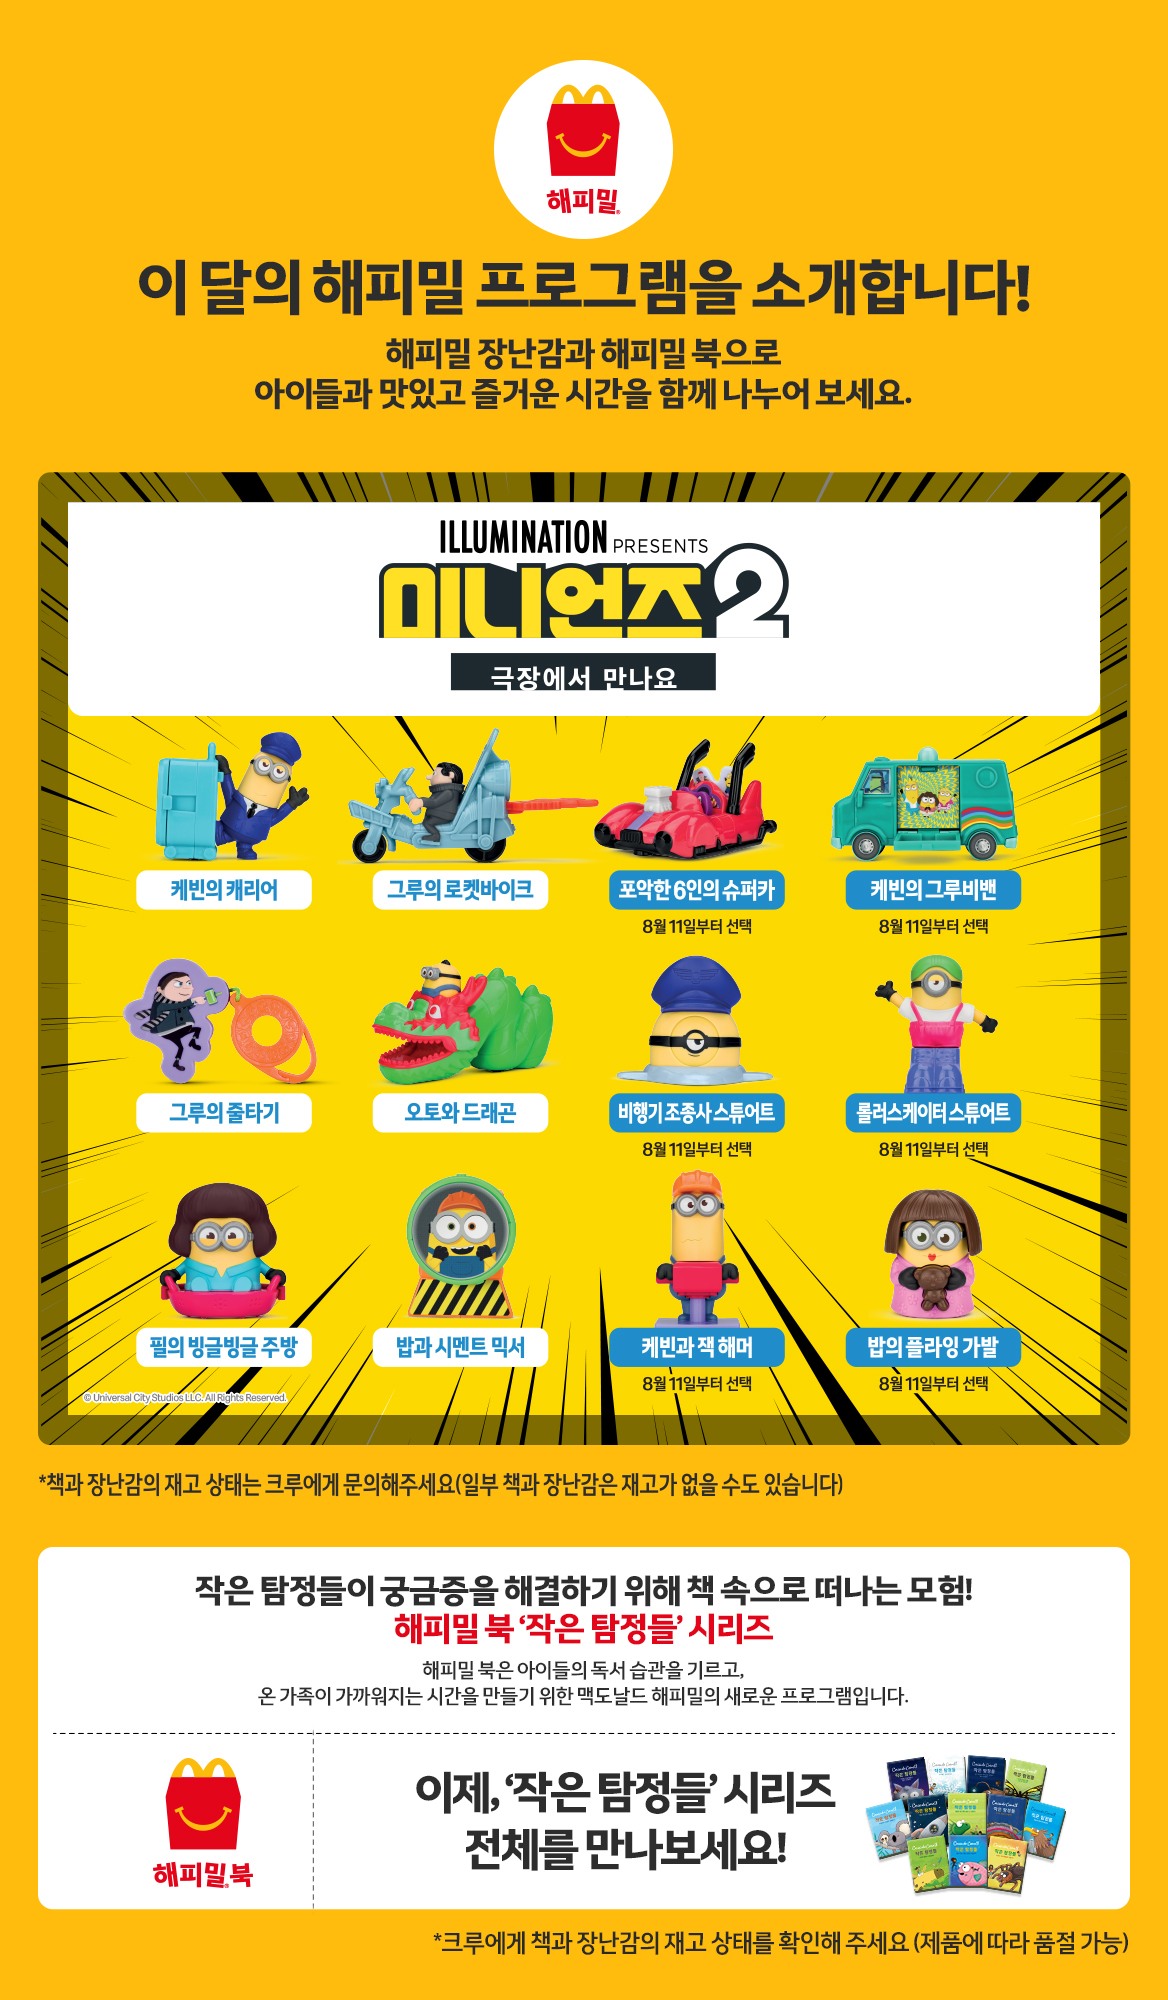 해피밀
이 달의 해피밀 프로그램을 소개합니다!
해피밀 장난감과 해피밀 북으로
아이들과 맛있고 즐거운 시간을 함께 나누어 보세요.
ILLUMINATION PRESENTS
미니언즈2
극장에서 만나요
케빈의 캐리어
그루의 로켓바이크
포악한 6인의 슈퍼카
케빈의 그루비밴
8월 11일부터 선택
8월 11일부터 선택
그루의 줄타기
오토와 드래곤
비행기 조종사 스튜어트
롤러스케이터 스튜어트
8월 11일부터 선택
8월 11일부터 선택
필의 빙글빙글 주방
밥과 시멘트 믹서
케빈과 잭 해머
밥의 플라잉 가발
8월 11일부터 선택
8월 11일부터 선택
© Universal City Studios LLC. All Rights Reserved.
*책과 장난감의 재고 상태는 크루에게 문의해주세요(일부 책과 장난감은 재고가 없을 수도 있습니다)
작은 탐정들이 궁금증을 해결하기 위해 책 속으로 떠나는 모험!
해피밀 북 ‘작은 탐정들’ 시리즈
해피밀 북은 아이들의 독서 습관을 기르고,
온 가족이 가까워지는 시간을 만들기 위한 맥도날드 해피밀의 새로운 프로그램입니다.
해피밀 북
이제, ‘작은 탐정들’ 시리즈
전체를 만나보세요!
*크루에게 책과 장난감의 재고 상태를 확인해 주세요 (제품에 따라 품절 가능)